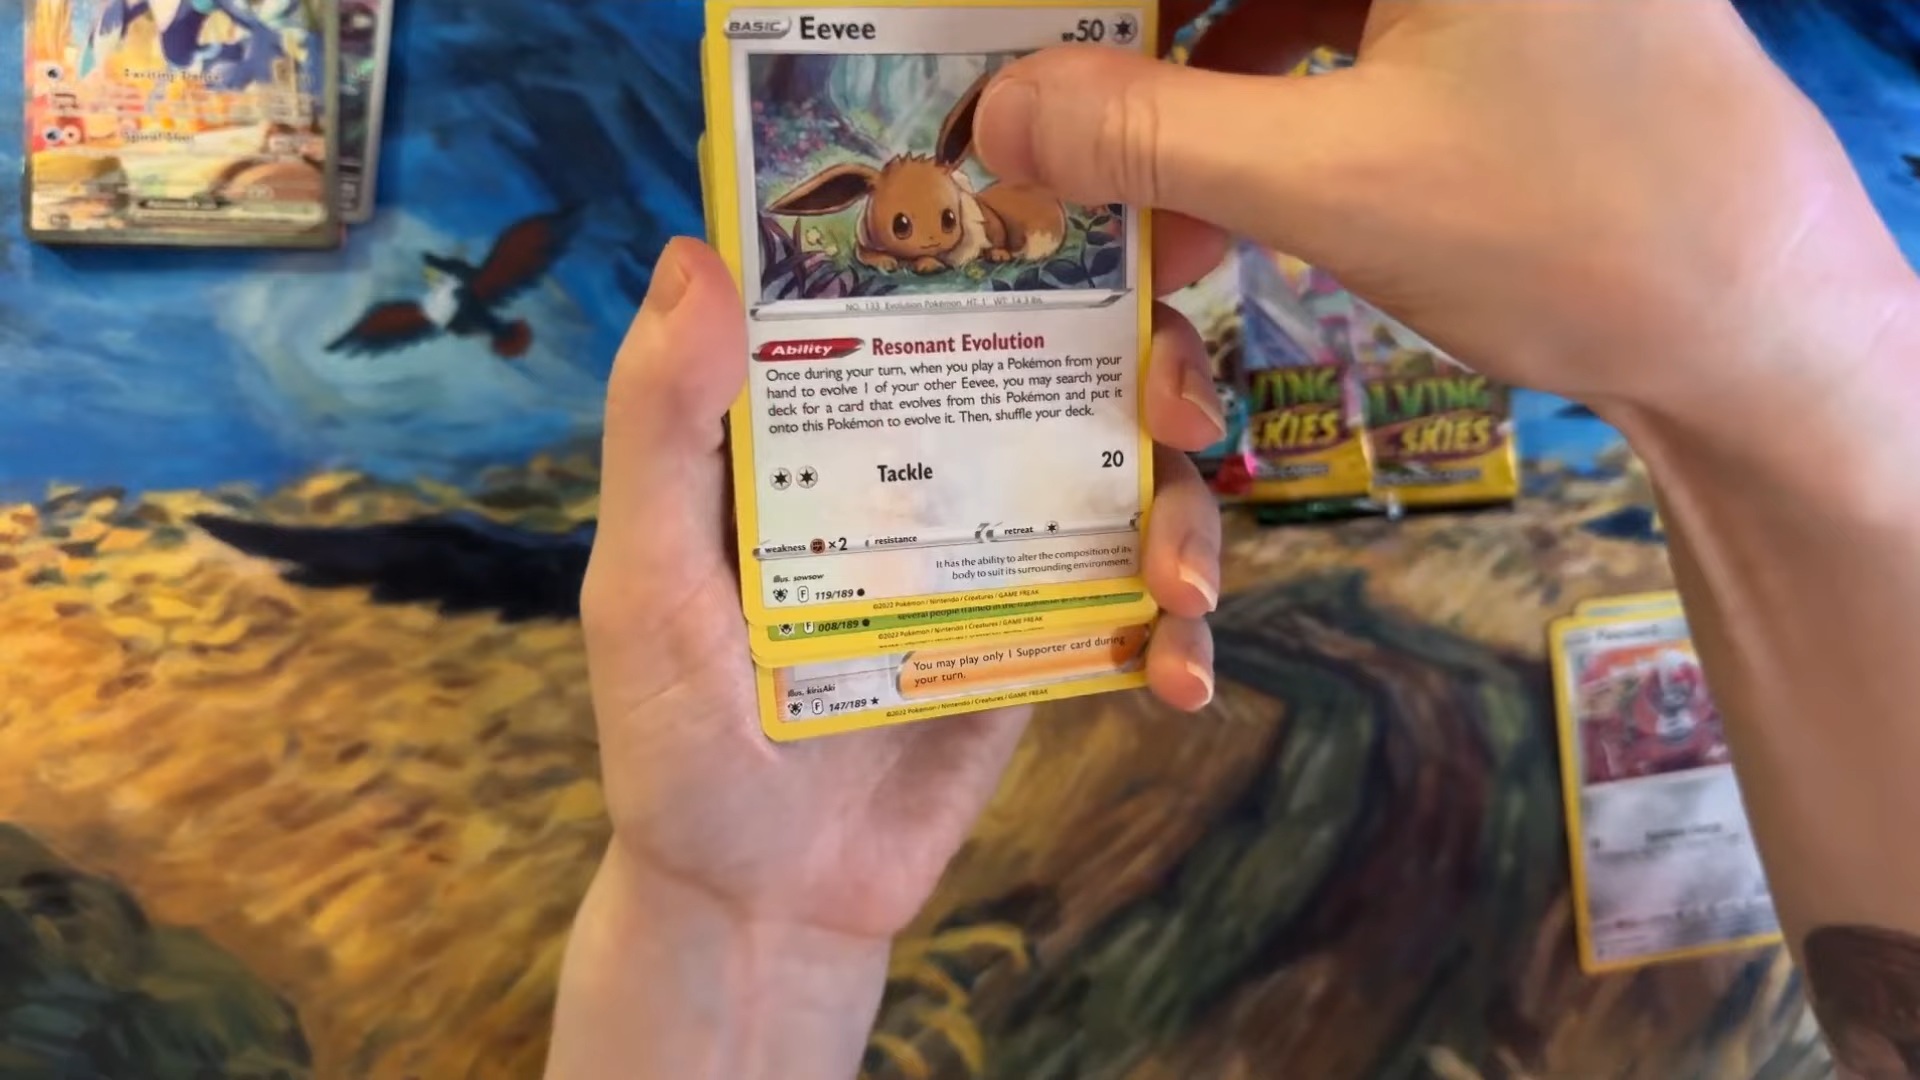 BASIC Eevee HP50
Exciting Dance
NO. 133 Evolution Pokémon HT: 1' WT: 14.3 lbs.
Ability Resonant Evolution
Once during your turn, when you play a Pokémon from your
hand to evolve 1 of your other Eevee, you may search your
deck for a card that evolves from this Pokémon and put it
onto this Pokémon to evolve it. Then, shuffle your deck.
Tackle 20
weakness ×2 resistance retreat
It has the ability to alter the composition of its
body to suit its surrounding environment.
illus. sowsow
F 119/189
©2022 Pokémon / Nintendo / Creatures / GAME FREAK
F 008/189
©2022 Pokémon / Nintendo / Creatures / GAME FREAK
You may play only 1 Supporter card during
your turn.
illus. kirisAki
F 147/189
©2022 Pokémon / Nintendo / Creatures / GAME FREAK
VING
SKIES
LVING
SKIES